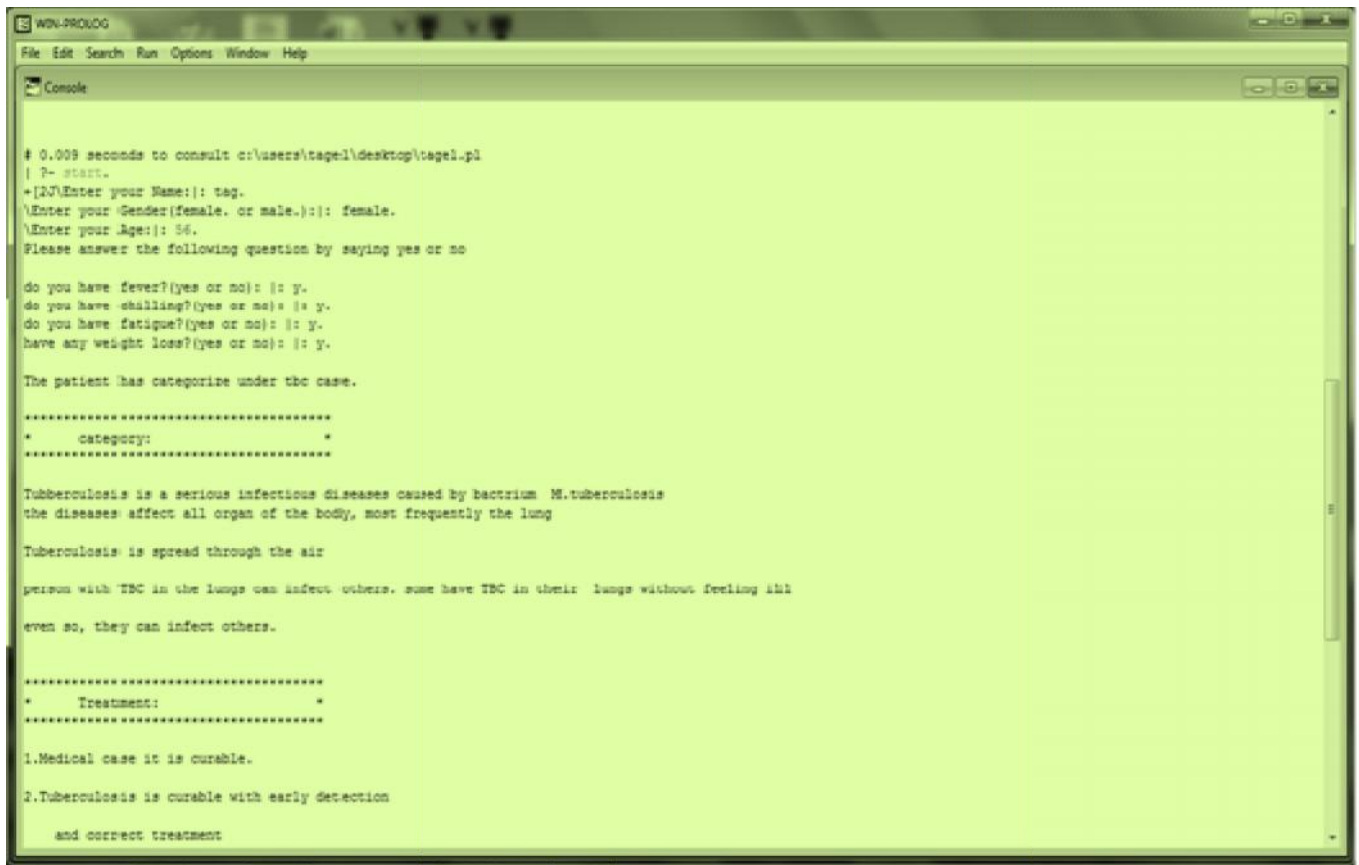 WIN-PROLOG
File Edit Search Run Options Window Help
Console
# 0.009 seconds to consult c:\users\tagel\desktop\tagel.pl
| ?- start.
←[2J\Enter your Name:|: tag.
\Enter your Gender(female. or male.):|: female.
\Enter your Age:|: 56.
Please answer the following question by saying yes or no
do you have fever?(yes or no): |: y.
do you have chilling?(yes or no): |: y.
do you have fatigue?(yes or no): |: y.
have any weight loss?(yes or no): |: y.
The patient has categorize under tbc case.
****************************************
* category: *
****************************************
Tubberculosis is a serious infectious diseases caused by bactrium M.tuberculosis
the diseases affect all organ of the body, most frequently the lung
Tuberculosis is spread through the air
person with TBC in the lungs can infect others. some have TBC in their lungs without feeling ill
even so, they can infect others.
***************************************
* Treatment: *
***************************************
1.Medical case it is curable.
2.Tuberculosis is curable with early detection
and correct treatment